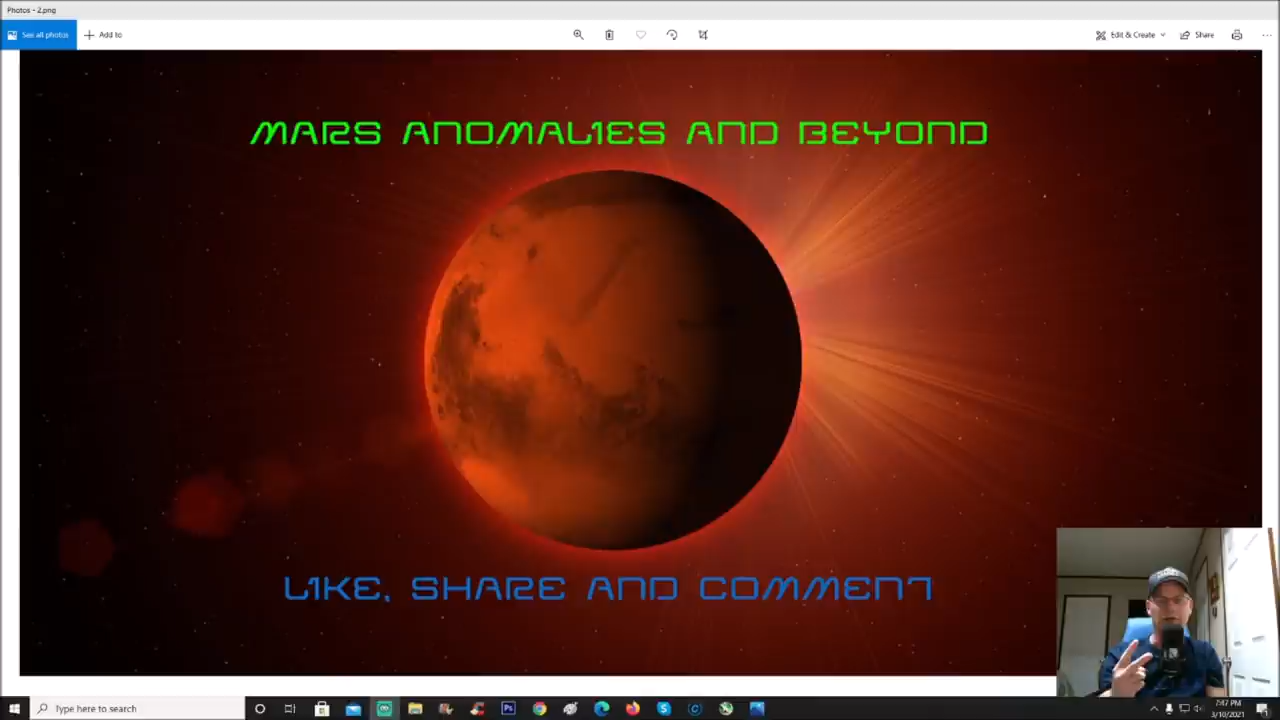 Photos - 2.png
See all photos
Add to
Edit & Create
Share
MARS ANOMALIES AND BEYOND
LIKE, SHARE AND COMMENT
Type here to search
7:47 PM
3/10/2021